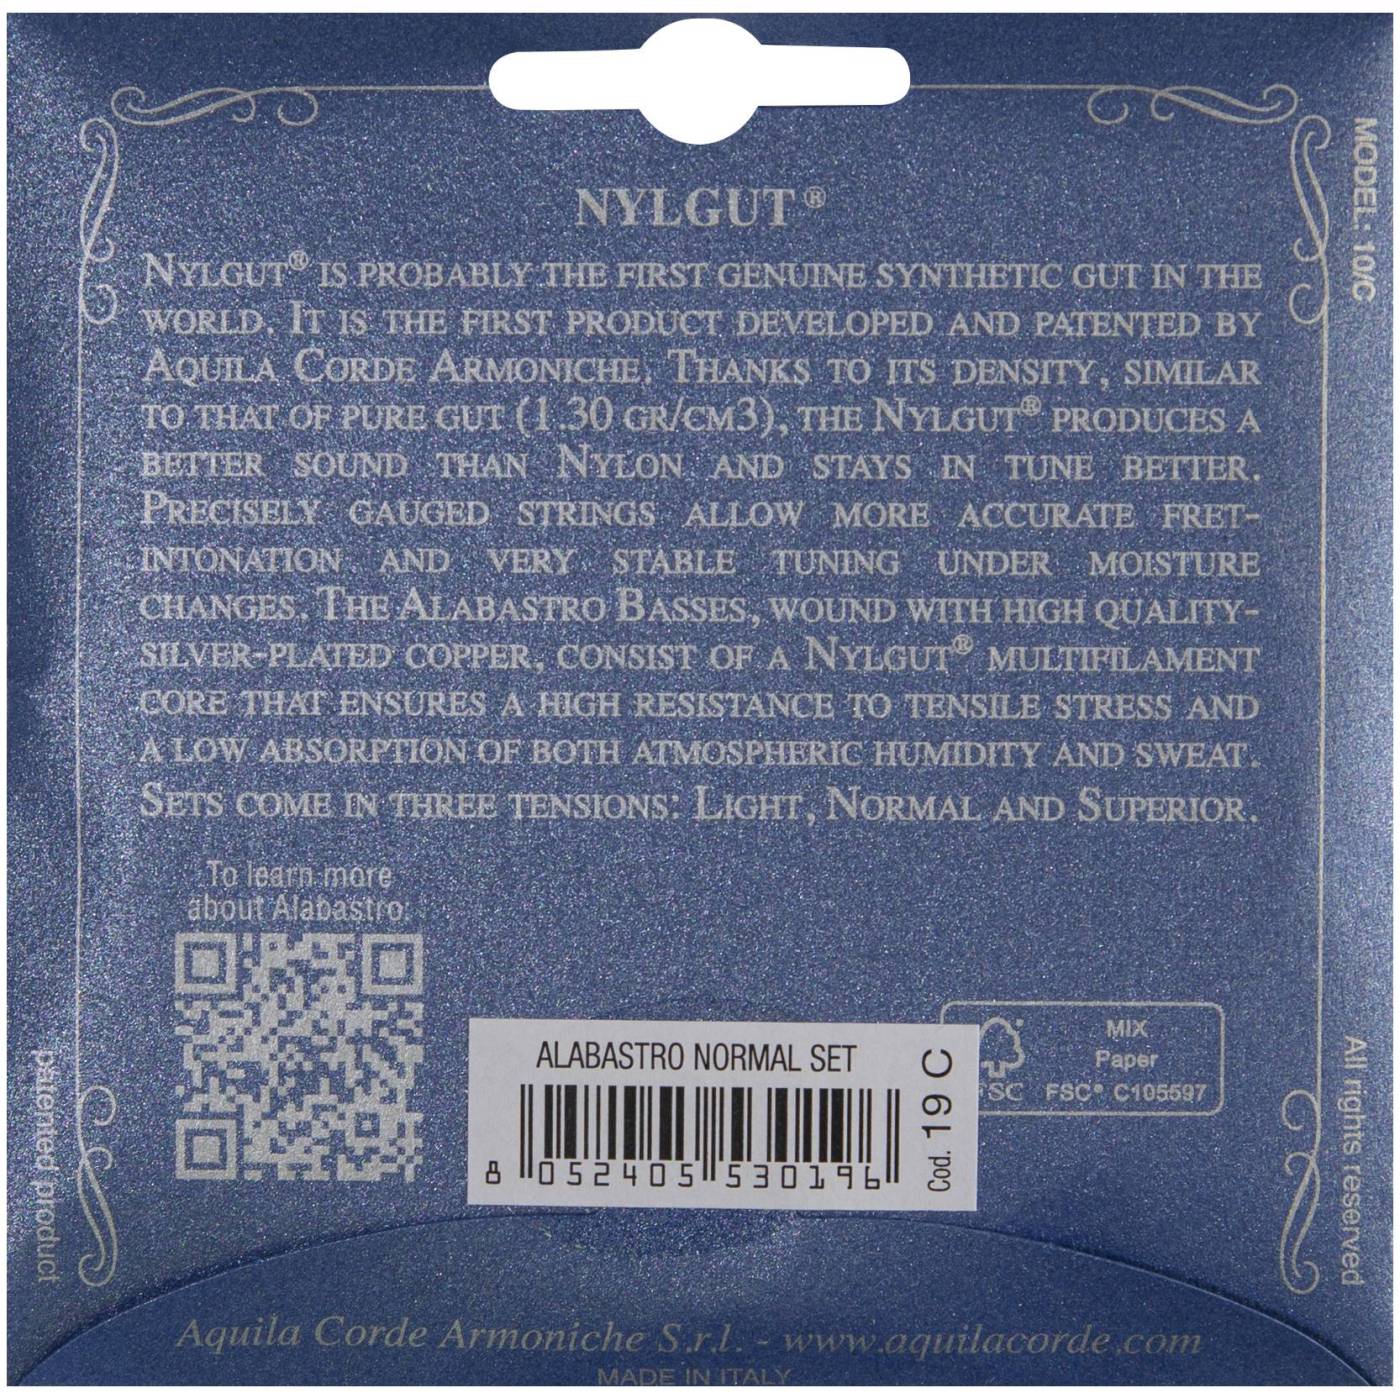 NYLGUT®
NYLGUT® IS PROBABLY THE FIRST GENUINE SYNTHETIC GUT IN THE
WORLD. IT IS THE FIRST PRODUCT DEVELOPED AND PATENTED BY
AQUILA CORDE ARMONICHE. THANKS TO ITS DENSITY, SIMILAR
TO THAT OF PURE GUT (1.30 GR/CM3), THE NYLGUT® PRODUCES A
BETTER SOUND THAN NYLON AND STAYS IN TUNE BETTER.
PRECISELY GAUGED STRINGS ALLOW MORE ACCURATE FRET-
INTONATION AND VERY STABLE TUNING UNDER MOISTURE
CHANGES. THE ALABASTRO BASSES, WOUND WITH HIGH QUALITY-
SILVER-PLATED COPPER, CONSIST OF A NYLGUT® MULTIFILAMENT
CORE THAT ENSURES A HIGH RESISTANCE TO TENSILE STRESS AND
A LOW ABSORPTION OF BOTH ATMOSPHERIC HUMIDITY AND SWEAT.
SETS COME IN THREE TENSIONS: LIGHT, NORMAL AND SUPERIOR.
MODEL: 10/C
To learn more
about Alabastro:
ALABASTRO NORMAL SET
8 052405 530196
Cod. 19 C
MIX
Paper
SC FSC® C105597
patented product
All rights reserved
Aquila Corde Armoniche S.r.l. - www.aquilacorde.com
MADE IN ITALY